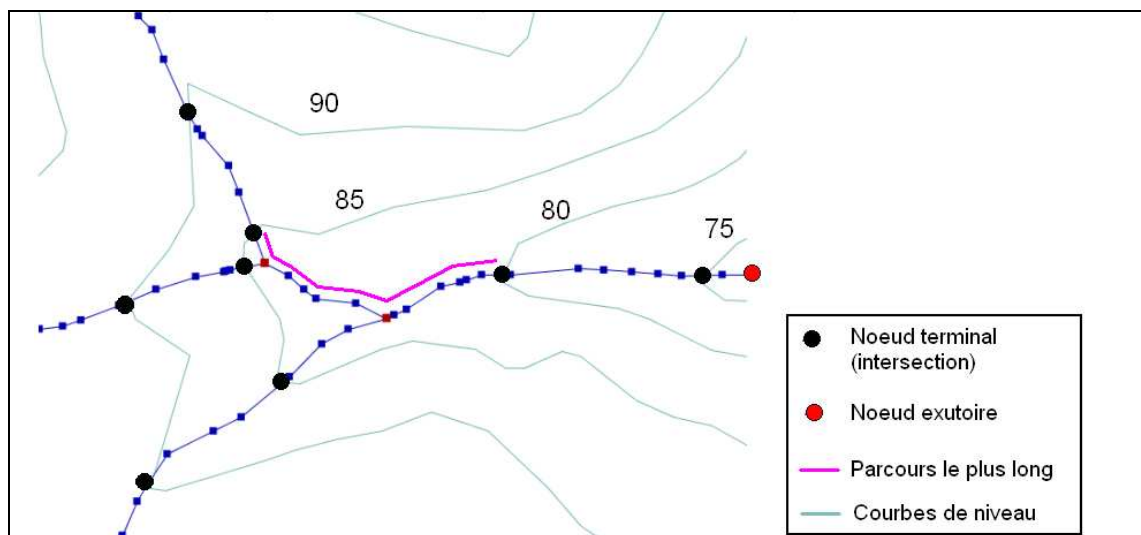 90
85
80
75
Noeud terminal
(intersection)
Noeud exutoire
Parcours le plus long
Courbes de niveau